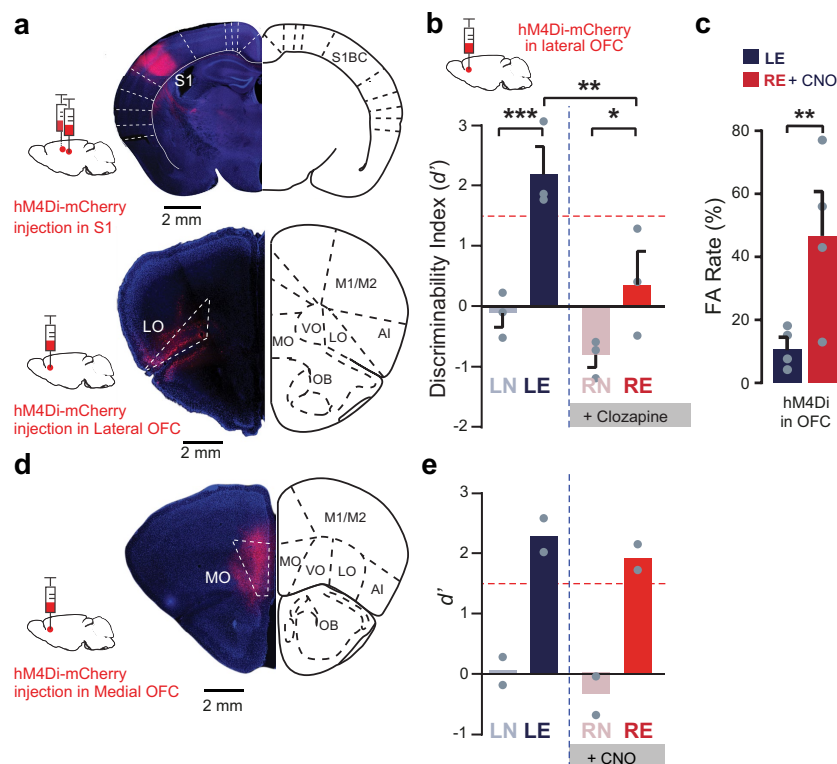 a
S1
S1BC
hM4Di-mCherry
injection in S1
2 mm
LO
M1/M2
VO
LO
AI
MO
OB
hM4Di-mCherry
injection in Lateral OFC
2 mm
b
hM4Di-mCherry
in lateral OFC
**
***
*
Discriminability Index (d')
3
2
1
0
-1
-2
LN LE RN RE
+ Clozapine
c
LE
RE + CNO
**
FA Rate (%)
80
60
40
20
0
hM4Di
in OFC
d
MO
M1/M2
MO
VO
LO
AI
OB
hM4Di-mCherry
injection in Medial OFC
2 mm
e
d'
3
2
1
0
-1
LN LE RN RE
+ CNO